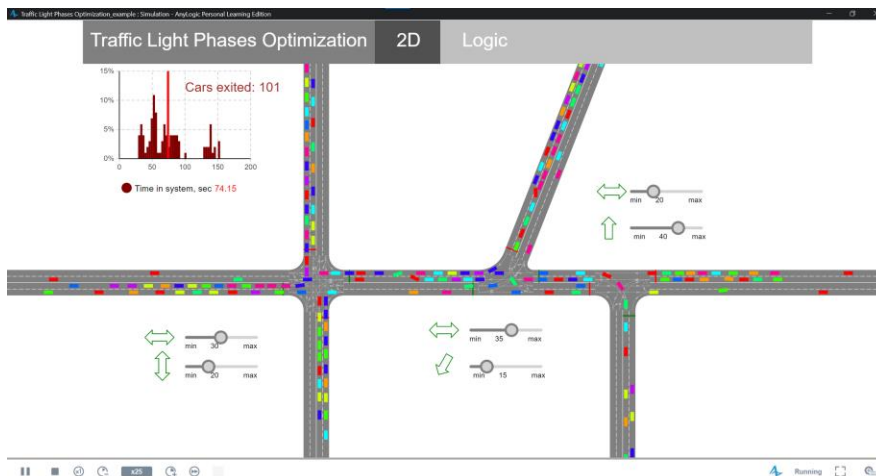 Traffic Light Phases Optimization_example : Simulation - AnyLogic Personal Learning Edition
Traffic Light Phases Optimization 2D Logic
15%
10%
5%
0%
0 50 100 150 200
Cars exited: 101
Time in system, sec 74.15
min 20 max
min 40 max
min 30 max
min 20 max
min 35 max
min 15 max
x1 x25
Running